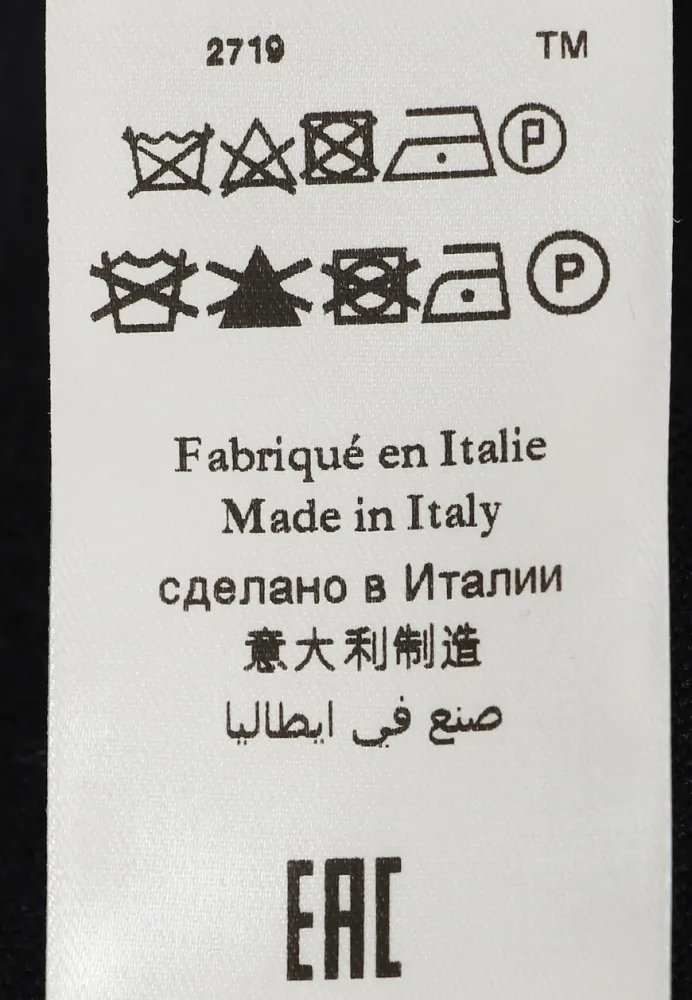 2719 TM
P
P
Fabriqué en Italie
Made in Italy
сделано в Италии
意大利制造
صنع في ايطاليا
EAC